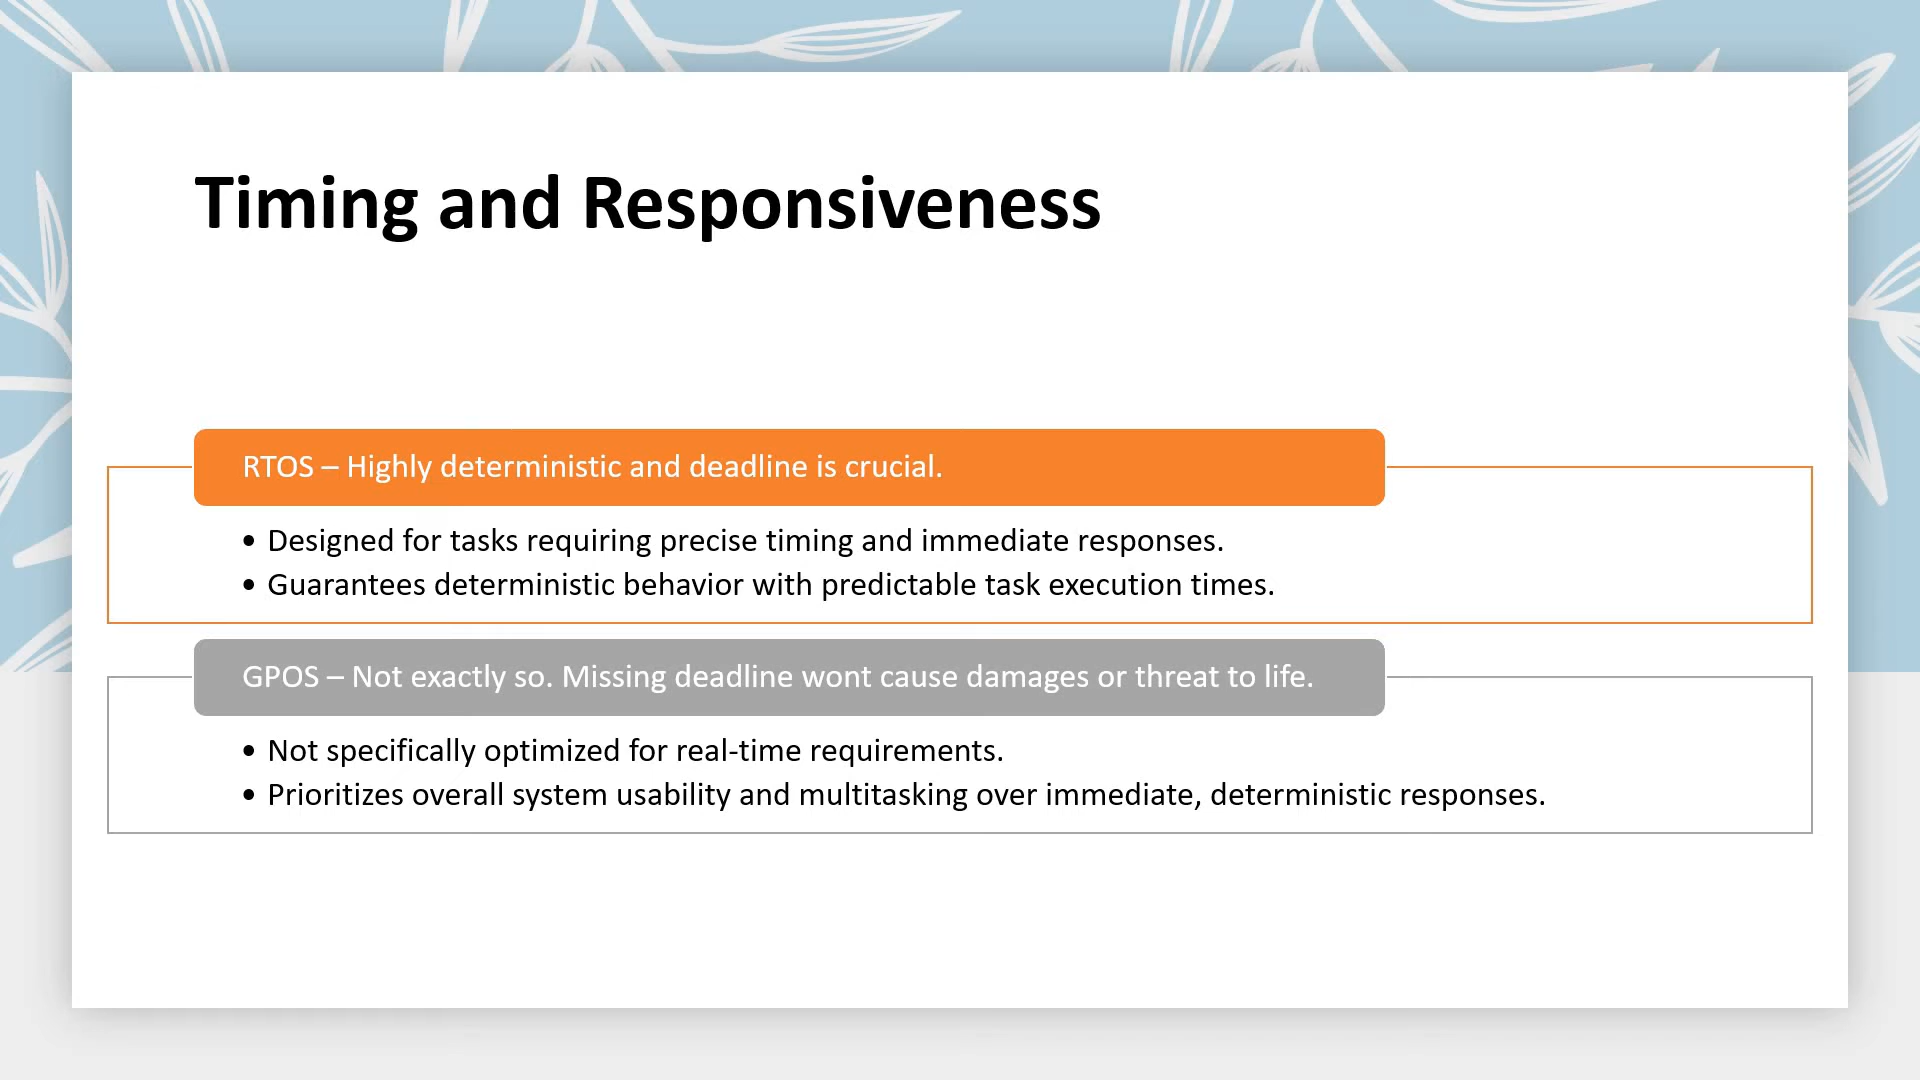 Timing and Responsiveness
RTOS – Highly deterministic and deadline is crucial.
• Designed for tasks requiring precise timing and immediate responses.
• Guarantees deterministic behavior with predictable task execution times.
GPOS – Not exactly so. Missing deadline wont cause damages or threat to life.
• Not specifically optimized for real-time requirements.
• Prioritizes overall system usability and multitasking over immediate, deterministic responses.